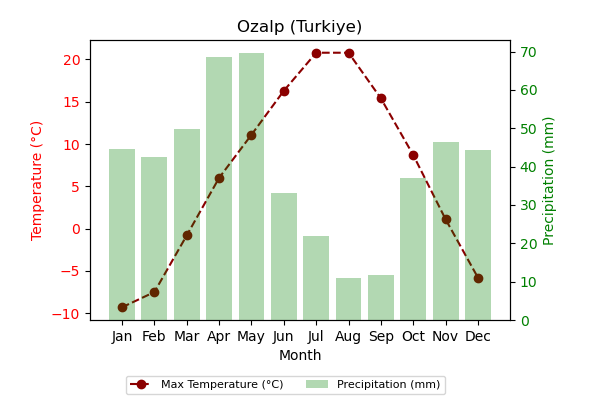 Ozalp (Turkiye)
Temperature (°C)
20
15
10
5
0
−5
−10
70
60
50
40
30
20
10
0
Precipitation (mm)
Jan Feb Mar Apr May Jun Jul Aug Sep Oct Nov Dec
Month
Max Temperature (°C) Precipitation (mm)